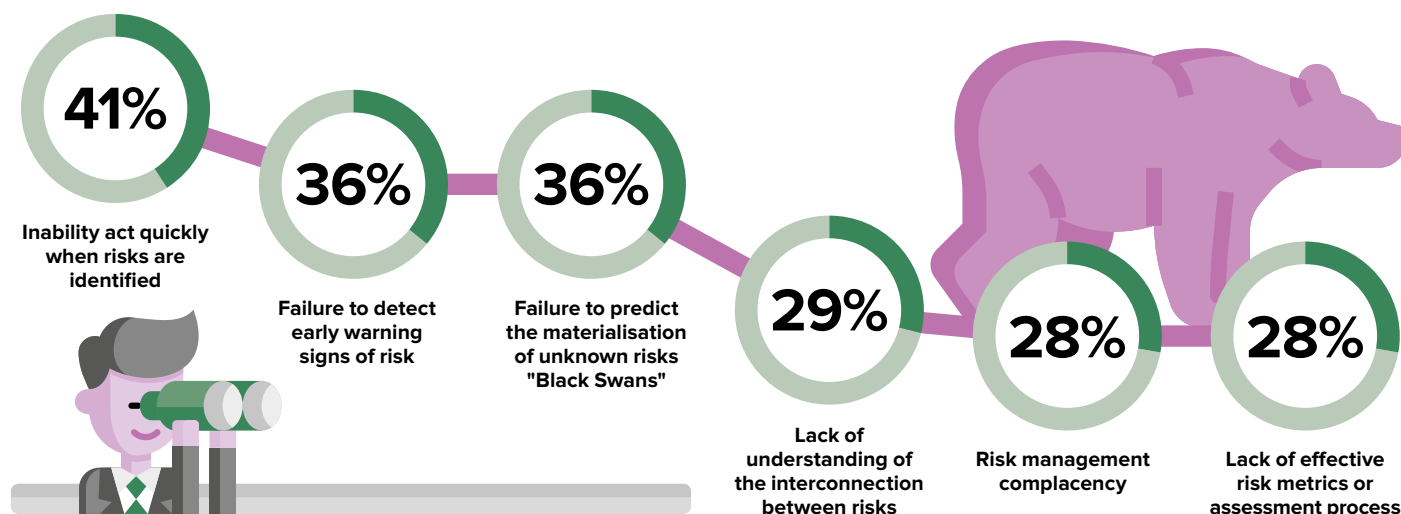 41%
Inability act quickly
when risks are
identified
36%
Failure to detect
early warning
signs of risk
36%
Failure to predict
the materialisation
of unknown risks
"Black Swans"
29%
Lack of
understanding of
the interconnection
between risks
28%
Risk management
complacency
28%
Lack of effective
risk metrics or
assessment process